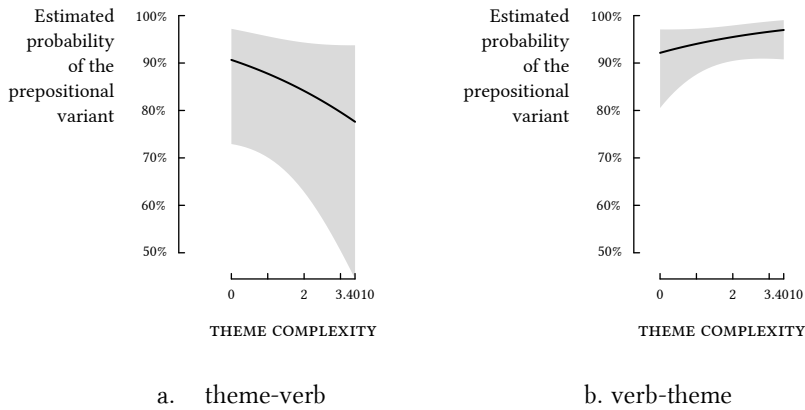 Estimated
probability
of the
prepositional
variant
100%
90%
80%
70%
60%
50%
0 2 3.4010
THEME COMPLEXITY
a. theme-verb
Estimated
probability
of the
prepositional
variant
100%
90%
80%
70%
60%
50%
0 2 3.4010
THEME COMPLEXITY
b. verb-theme